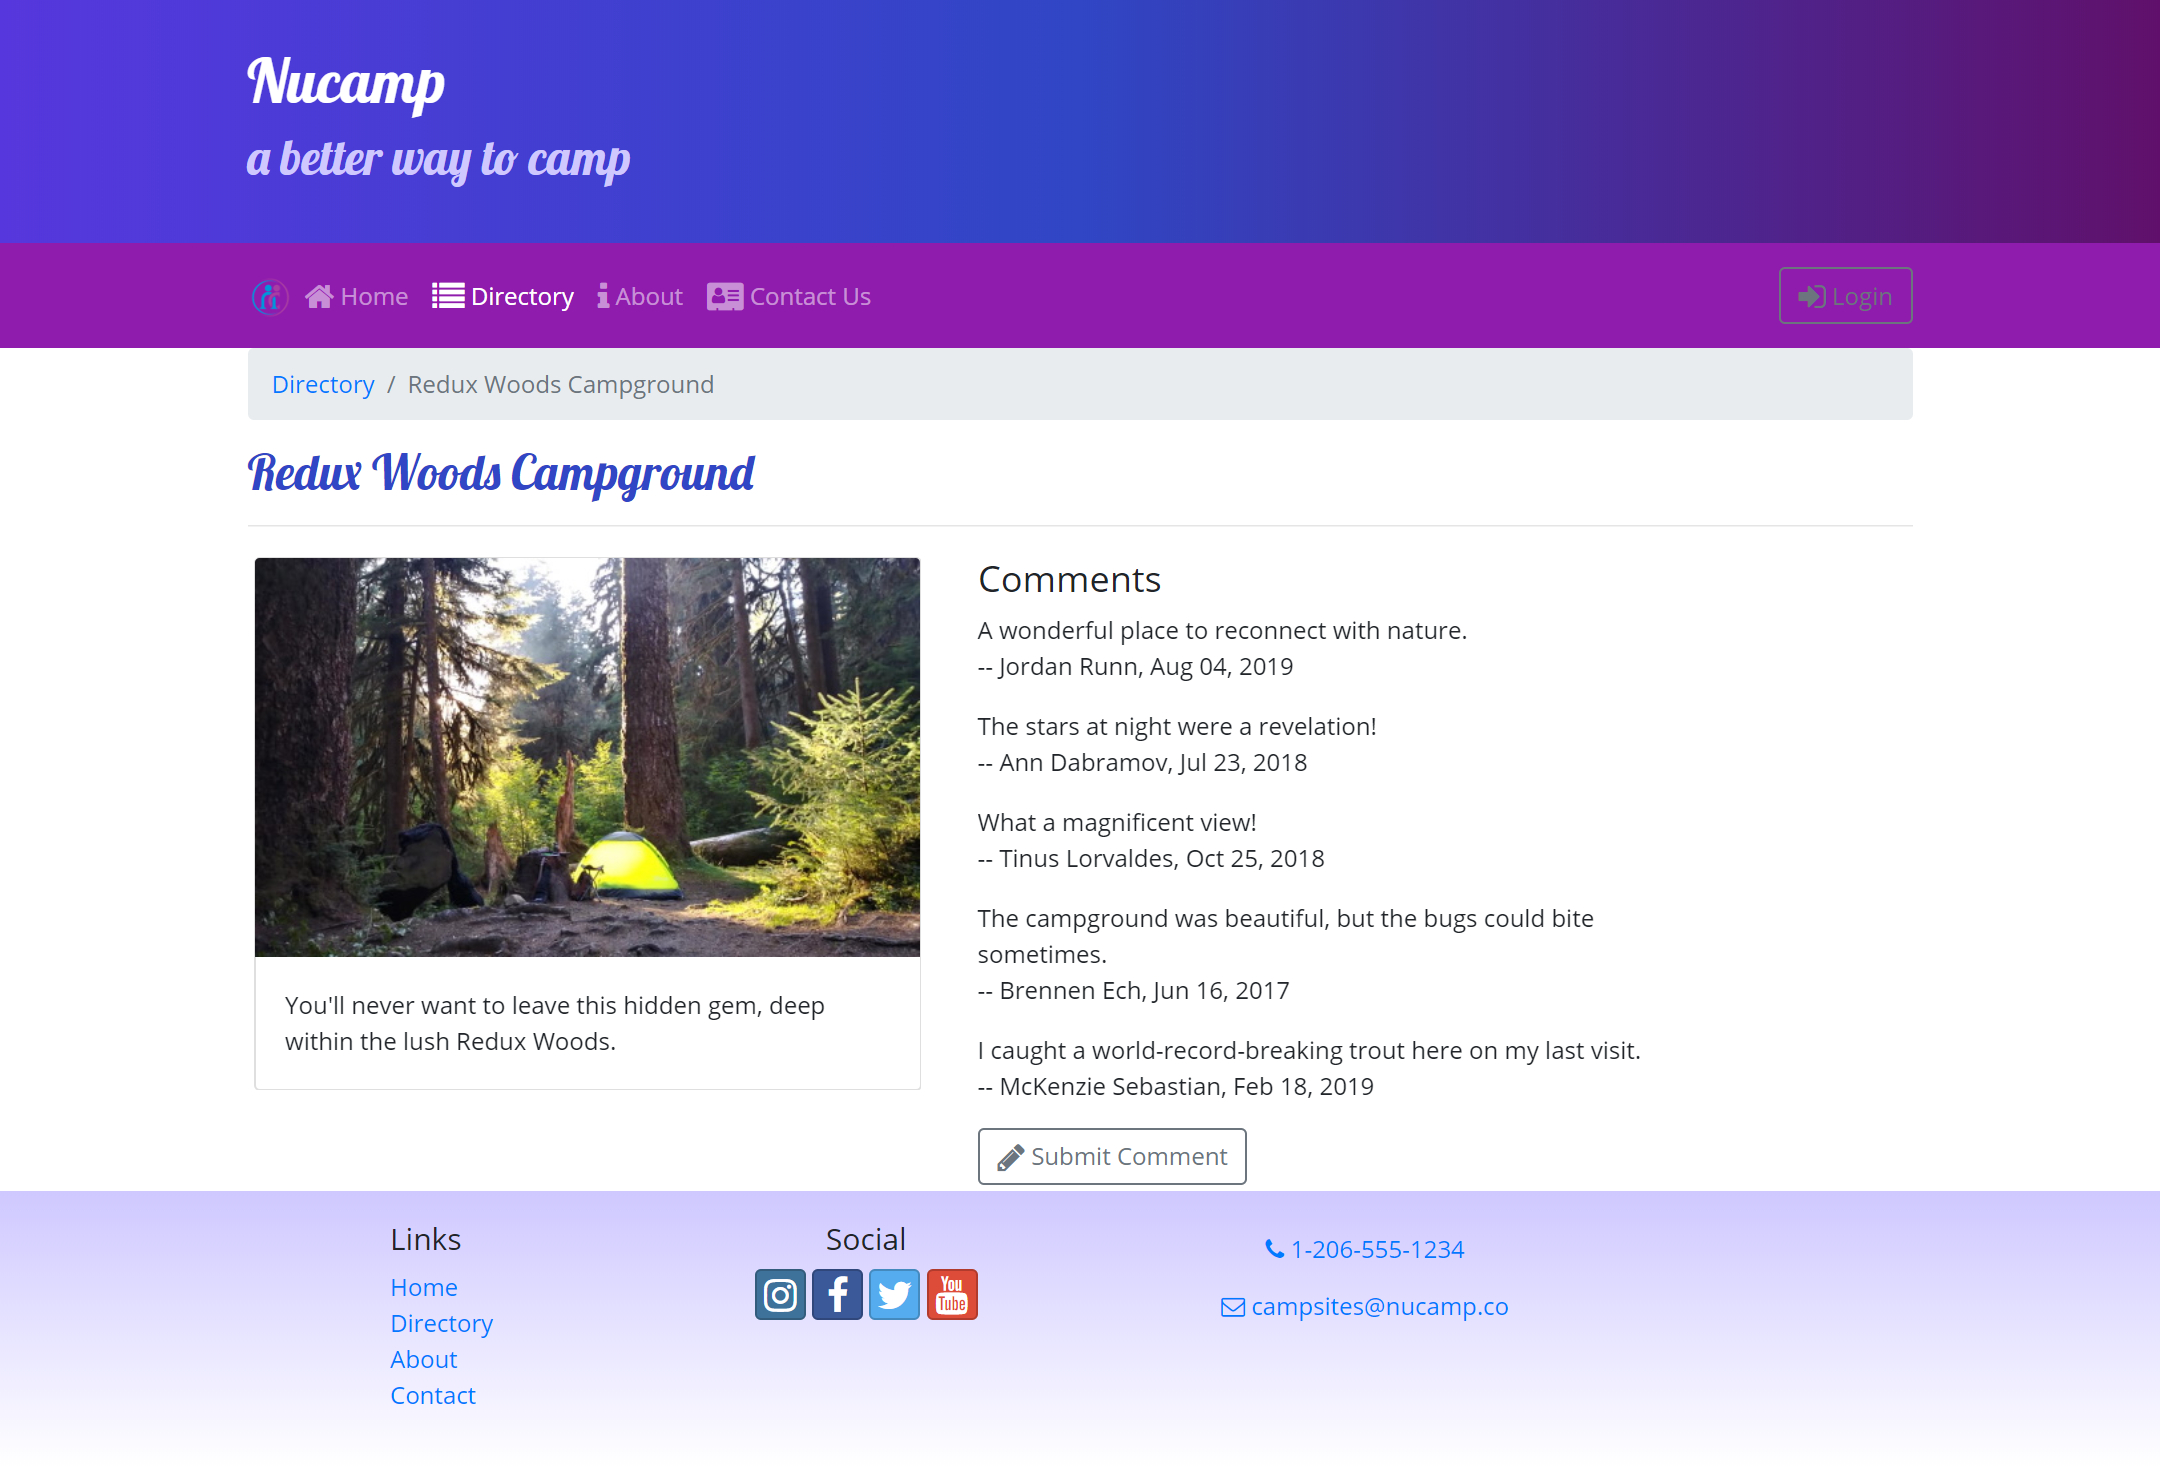 Nucamp
a better way to camp
Home
Directory
About
Contact Us
Login
Directory / Redux Woods Campground
Redux Woods Campground
You'll never want to leave this hidden gem, deep
within the lush Redux Woods.
Comments
A wonderful place to reconnect with nature.
-- Jordan Runn, Aug 04, 2019
The stars at night were a revelation!
-- Ann Dabramov, Jul 23, 2018
What a magnificent view!
-- Tinus Lorvaldes, Oct 25, 2018
The campground was beautiful, but the bugs could bite
sometimes.
-- Brennen Ech, Jun 16, 2017
I caught a world-record-breaking trout here on my last visit.
-- McKenzie Sebastian, Feb 18, 2019
Submit Comment
Links
Home
Directory
About
Contact
Social
You
Tube
1-206-555-1234
campsites@nucamp.co